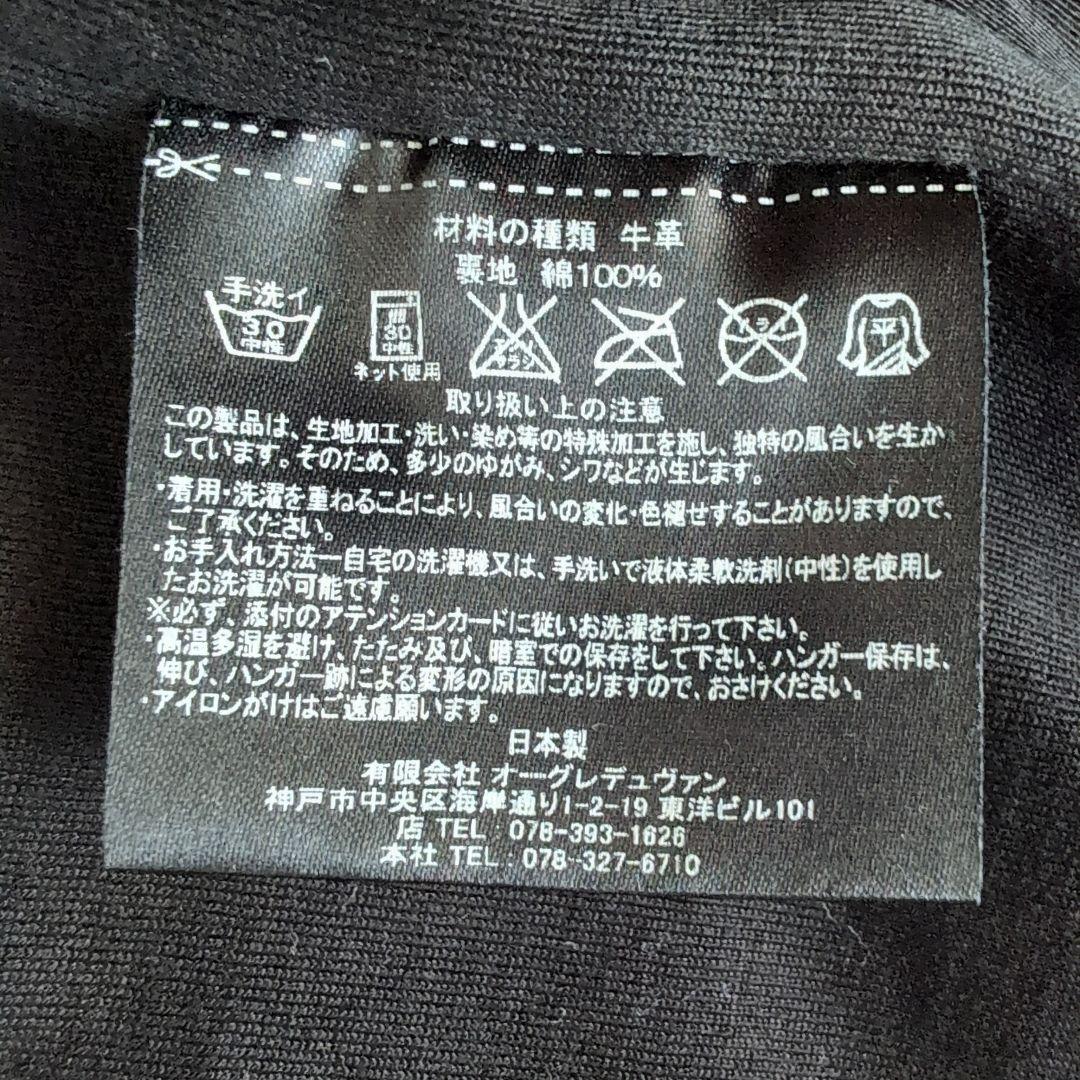 材料の種類 牛革
裏地 綿100%
手洗イ
30
中性
30
中性
ネット使用
エンソ
サラシ
ドライ
平
取り扱い上の注意
この製品は、生地加工・洗い・染め等の特殊加工を施し、独特の風合いを生か
しています。そのため、多少のゆがみ、シワなどが生じます。
・着用・洗濯を重ねることにより、風合いの変化・色褪せすることがありますので、
ご了承ください。
・お手入れ方法ー自宅の洗濯機又は、手洗いで液体柔軟洗剤(中性)を使用し
たお洗濯が可能です。
※必ず、添付のアテンションカードに従いお洗濯を行って下さい。
・高温多湿を避け、たたみ及び、暗室での保存をして下さい。ハンガー保存は、
伸び、ハンガー跡による変形の原因になりますので、おさけください。
・アイロンがけはご遠慮願います。
日本製
有限会社 オーグレデュヴァン
神戸市中央区海岸通り1-2-19 東洋ビル101
店 TEL : 078-393-1626
本社 TEL : 078-327-6710